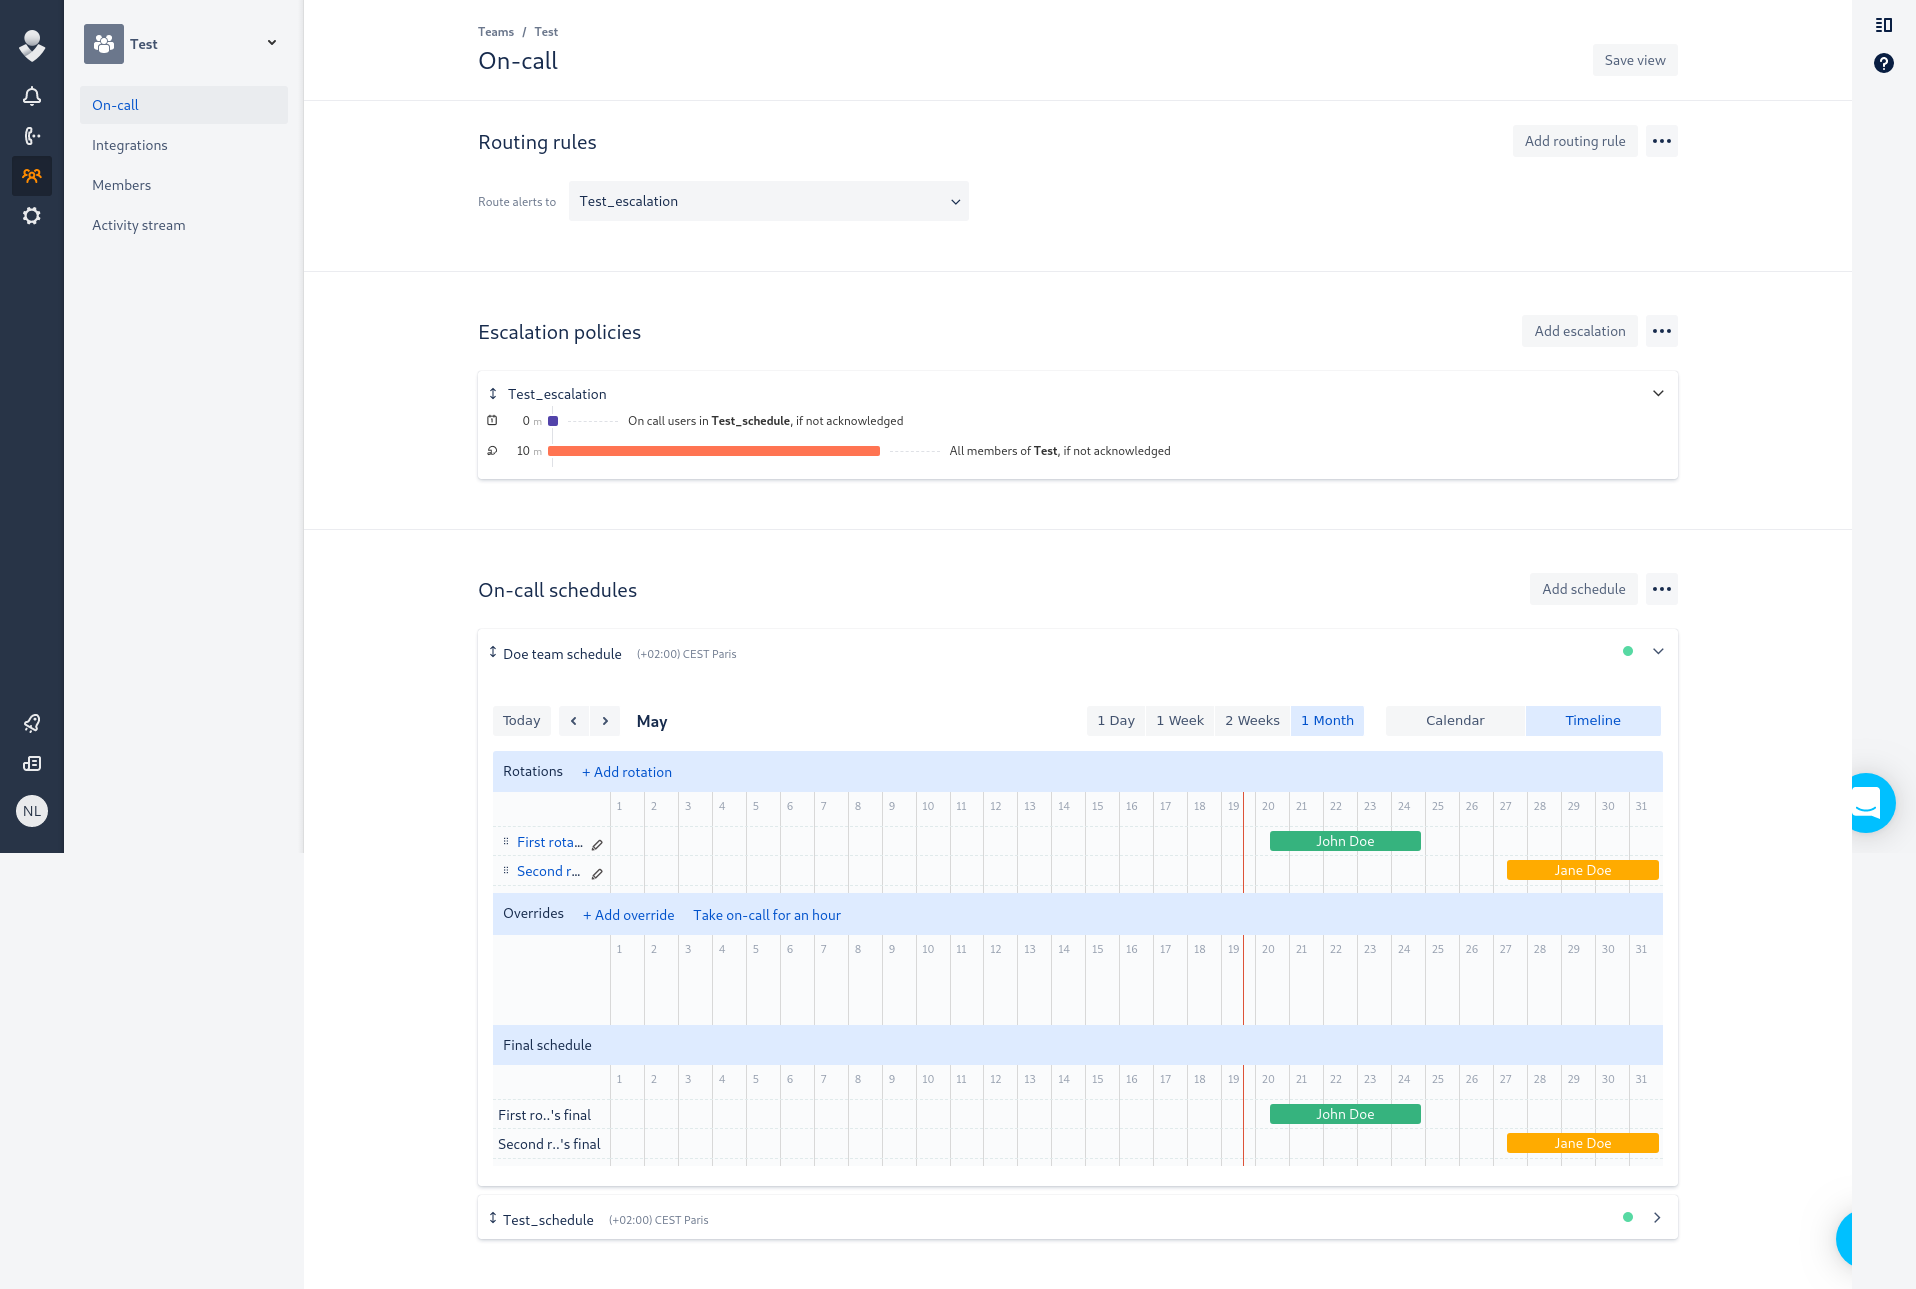 Test
On-call
Integrations
Members
Activity stream
NL
Teams / Test
On-call
Save view
Routing rules
Add routing rule
Route alerts to Test_escalation
Escalation policies
Add escalation
Test_escalation
0 m On call users in Test_schedule, if not acknowledged
10 m All members of Test, if not acknowledged
On-call schedules
Add schedule
Doe team schedule (+02:00) CEST Paris
Today May 1 Day 1 Week 2 Weeks 1 Month Calendar Timeline
Rotations + Add rotation
1 2 3 4 5 6 7 8 9 10 11 12 13 14 15 16 17 18 19 20 21 22 23 24 25 26 27 28 29 30 31
First rota... John Doe
Second r... Jane Doe
Overrides + Add override Take on-call for an hour
1 2 3 4 5 6 7 8 9 10 11 12 13 14 15 16 17 18 19 20 21 22 23 24 25 26 27 28 29 30 31
Final schedule
1 2 3 4 5 6 7 8 9 10 11 12 13 14 15 16 17 18 19 20 21 22 23 24 25 26 27 28 29 30 31
First ro..'s final John Doe
Second r..'s final Jane Doe
Test_schedule (+02:00) CEST Paris